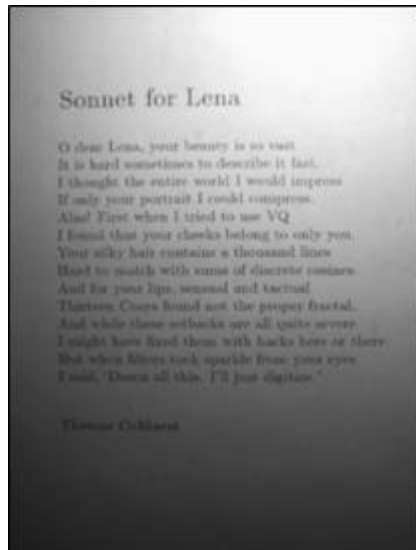 Sonnet for Lena
O dear Lena, your beauty is so vast
It is hard sometimes to describe it fast.
I thought the entire world I would impress
If only your portrait I could compress.
Alas! First when I tried to use VQ
I found that your cheeks belong to only you.
Your silky hair contains a thousand lines
Hard to match with sums of discrete cosines.
And for your lips, sensual and tactual
Thirteen Crays found not the proper fractal.
And while these setbacks are all quite severe
I might have fixed them with hacks here or there
But when filters took sparkle from your eyes
I said, 'Damn all this. I'll just digitize.'
Thomas Colthurst